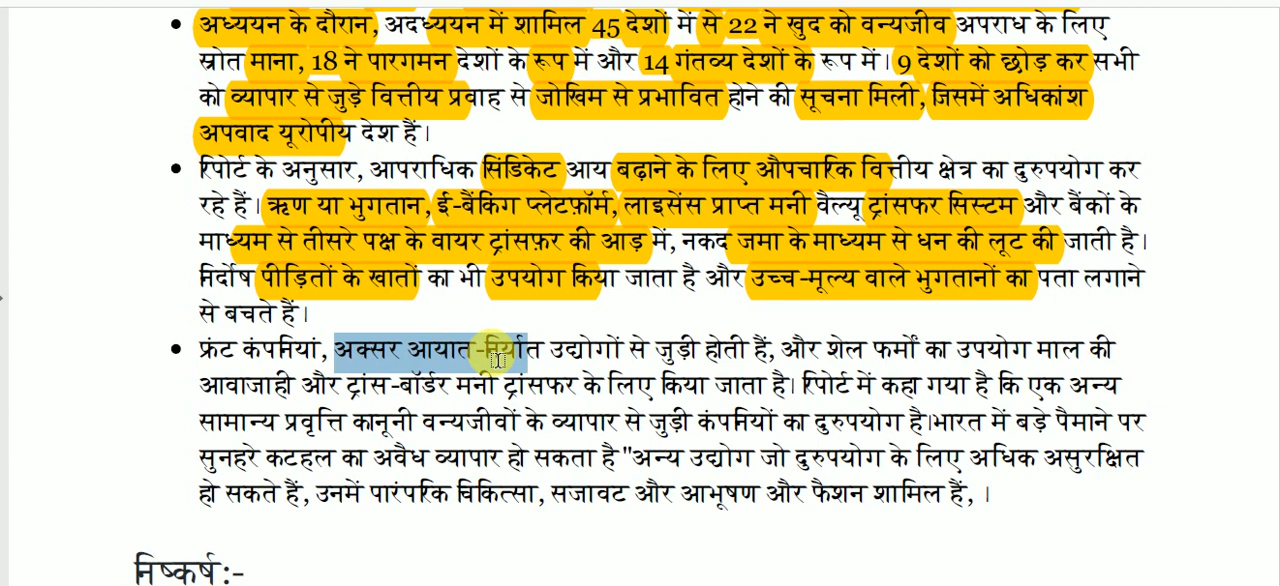 अध्ययन के दौरान, अदध्ययन में शामिल 45 देशों में से 22 ने खुद को वन्यजीव अपराध के लिए
स्रोत माना, 18 ने पारगमन देशों के रूप में और 14 गंतव्य देशों के रूप में। 9 देशों को छोड़ कर सभी
को व्यापार से जुड़े वित्तीय प्रवाह से जोखिम से प्रभावित होने की सूचना मिली, जिसमें अधिकांश
अपवाद यूरोपीय देश हैं।
रिपोर्ट के अनुसार, आपराधिक सिंडिकेट आय बढ़ाने के लिए औपचारिक वित्तीय क्षेत्र का दुरुपयोग कर
रहे हैं। ऋण या भुगतान, ई-बैंकिंग प्लेटफ़ॉर्म, लाइसेंस प्राप्त मनी वैल्यू ट्रांसफर सिस्टम और बैंकों के
माध्यम से तीसरे पक्ष के वायर ट्रांसफ़र की आड़ में, नकद जमा के माध्यम से धन की लूट की जाती है।
निर्दोष पीड़ितों के खातों का भी उपयोग किया जाता है और उच्च-मूल्य वाले भुगतानों का पता लगाने
से बचते हैं।
फ्रंट कंपनियां, अक्सर आयात-निर्यात उद्योगों से जुड़ी होती हैं, और शेल फर्मों का उपयोग माल की
आवाजाही और ट्रांस-बॉर्डर मनी ट्रांसफर के लिए किया जाता है। रिपोर्ट में कहा गया है कि एक अन्य
सामान्य प्रवृत्ति कानूनी वन्यजीवों के व्यापार से जुड़ी कंपनियों का दुरुपयोग है।भारत में बड़े पैमाने पर
सुनहरे कटहल का अवैध व्यापार हो सकता है "अन्य उद्योग जो दुरुपयोग के लिए अधिक असुरक्षित
हो सकते हैं, उनमें पारंपरिक चिकित्सा, सजावट और आभूषण और फैशन शामिल हैं, ।
निष्कर्ष:-